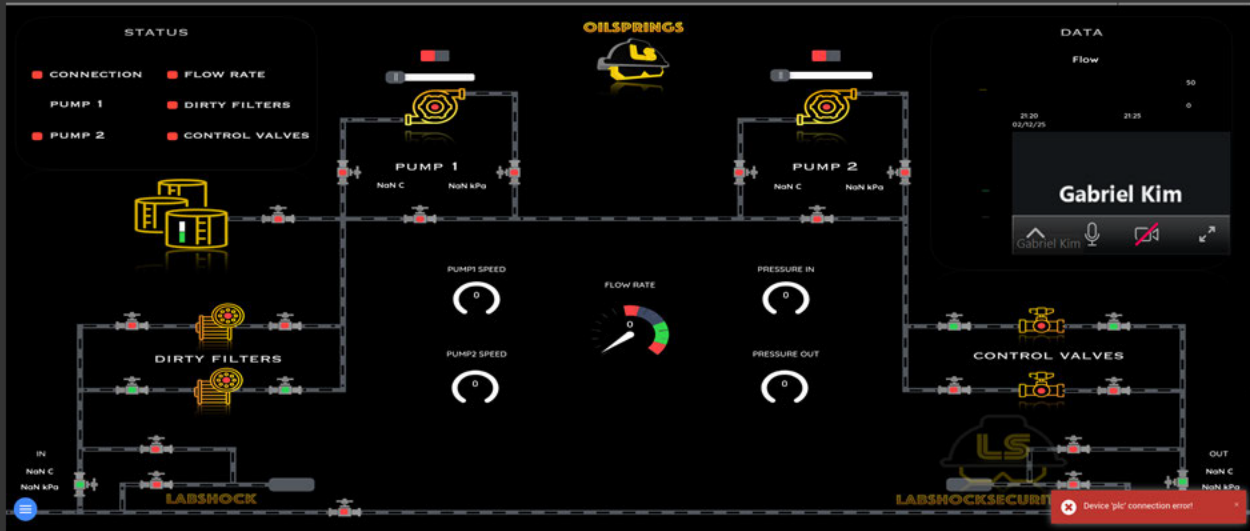 STATUS
CONNECTION
FLOW RATE
PUMP 1
DIRTY FILTERS
PUMP 2
CONTROL VALVES
OILSPRINGS
LS
DATA
Flow
50
0
21:20
02/12/25
21:25
Gabriel Kim
Gabriel Kim
PUMP 1
NaN C
NaN kPa
PUMP 2
NaN C
NaN kPa
PUMP1 SPEED
0
FLOW RATE
0
PRESSURE IN
0
DIRTY FILTERS
CONTROL VALVES
PUMP2 SPEED
0
PRESSURE OUT
0
LS
IN
NaN C
NaN kPa
OUT
NaN C
NaN kPa
LABSHOCK
LABSHOCKSECURIT
Device 'plc' connection error!